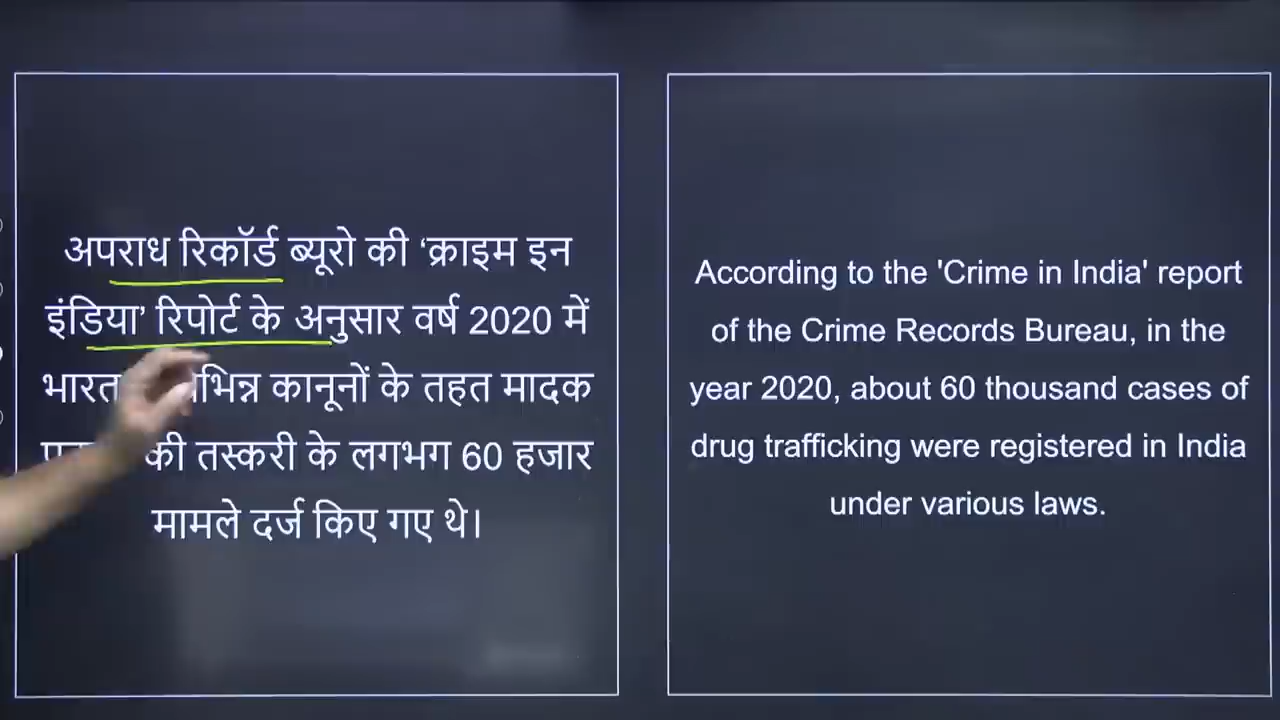 अपराध रिकॉर्ड ब्यूरो की ‘क्राइम इन
इंडिया’ रिपोर्ट के अनुसार वर्ष 2020 में
भारत कानूनों के तहत मादक
की तस्करी के लगभग 60 हजार
मामले दर्ज किए गए थे।
According to the 'Crime in India' report
of the Crime Records Bureau, in the
year 2020, about 60 thousand cases of
drug trafficking were registered in India
under various laws.